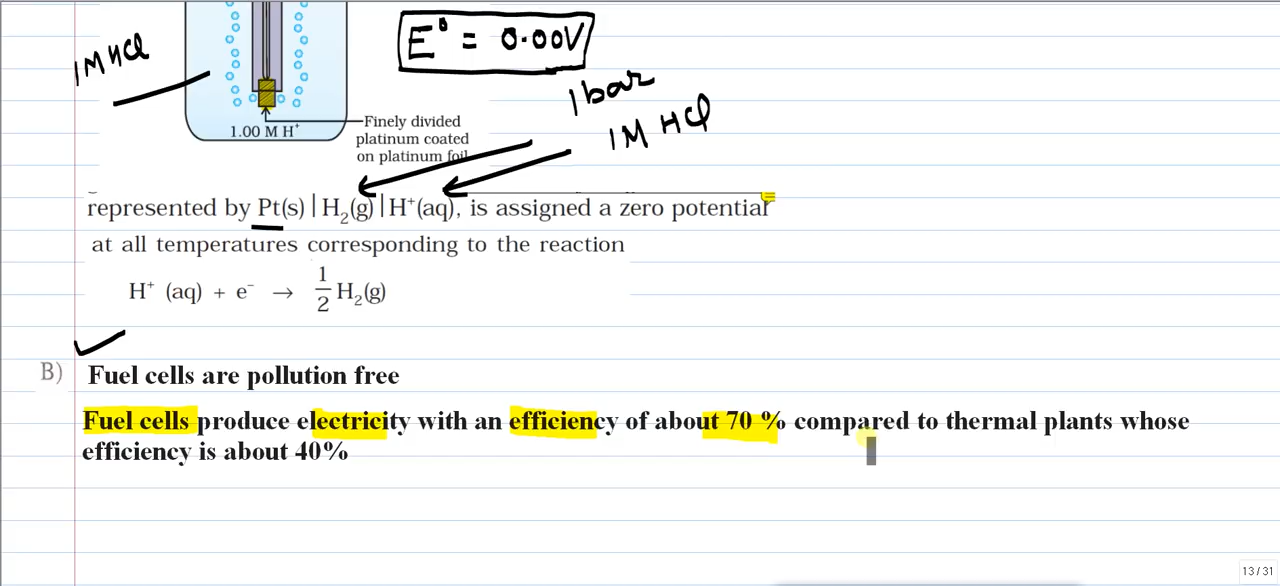 E° = 0.00V
1M HCl
1 bar
1M HCl
1.00 M H⁺
Finely divided
platinum coated
on platinum foil
represented by Pt(s)|H₂(g)|H⁺(aq), is assigned a zero potential
at all temperatures corresponding to the reaction
H⁺ (aq) + e⁻ → 1/2 H₂(g)
B) Fuel cells are pollution free
Fuel cells produce electricity with an efficiency of about 70 % compared to thermal plants whose
efficiency is about 40%
13 / 31